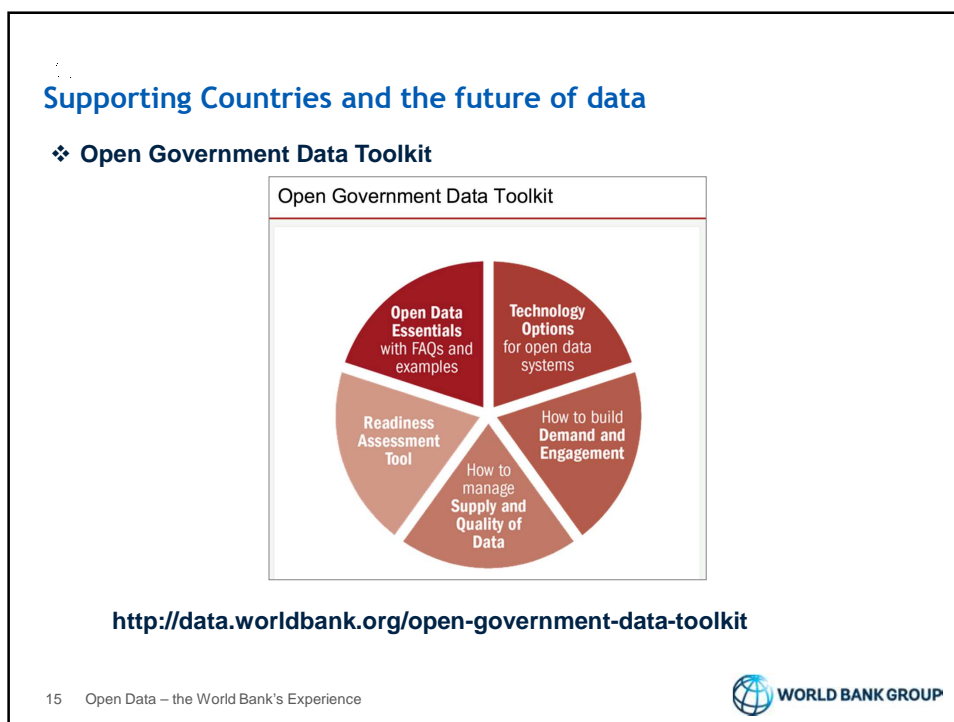 Supporting Countries and the future of data
❖ Open Government Data Toolkit
Open Government Data Toolkit
Open Data
Essentials
with FAQs and
examples
Technology
Options
for open data
systems
How to build
Demand and
Engagement
How to
manage
Supply and
Quality of
Data
Readiness
Assessment
Tool
http://data.worldbank.org/open-government-data-toolkit
15 Open Data – the World Bank's Experience
WORLD BANK GROUP